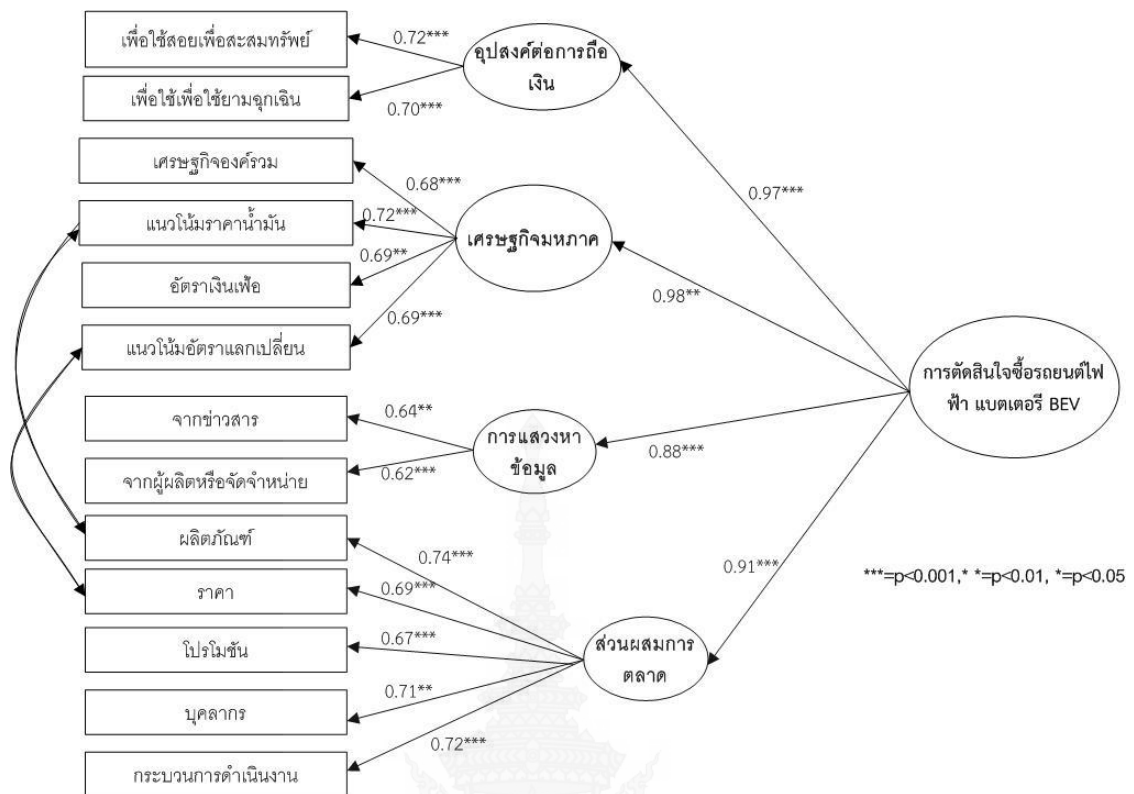 เพื่อใช้สอยเพื่อสะสมทรัพย์
0.72***
อุปสงค์ต่อการถือ
เงิน
เพื่อใช้เพื่อใช้ยามฉุกเฉิน
0.70***
เศรษฐกิจองค์รวม
0.68***
0.97***
แนวโน้มราคาน้ำมัน
0.72***
เศรษฐกิจมหภาค
อัตราเงินเฟ้อ
0.69**
0.98**
แนวโน้มอัตราแลกเปลี่ยน
0.69***
การตัดสินใจซื้อรถยนต์ไฟ
ฟ้า แบตเตอรี BEV
จากข่าวสาร
0.64**
การแสวงหา
ข้อมูล
0.88***
จากผู้ผลิตหรือจัดจำหน่าย
0.62***
ผลิตภัณฑ์
0.74***
0.91***
***=p<0.001,* *=p<0.01, *=p<0.05
ราคา
0.69***
โปรโมชัน
0.67***
ส่วนผสมการ
ตลาด
บุคลากร
0.71**
กระบวนการดำเนินงาน
0.72***